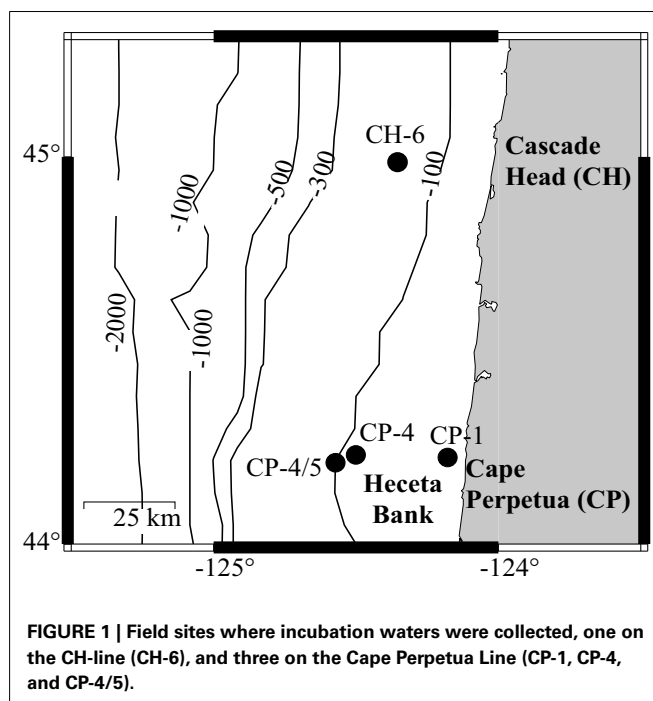 45°
CH-6
Cascade
Head (CH)
-100
-300
-500
-1000
-1000
-2000
CP-4
CP-1
CP-4/5
Cape
Perpetua (CP)
Heceta
Bank
25 km
44°
-125°
-124°
FIGURE 1 | Field sites where incubation waters were collected, one on
the CH-line (CH-6), and three on the Cape Perpetua Line (CP-1, CP-4,
and CP-4/5).